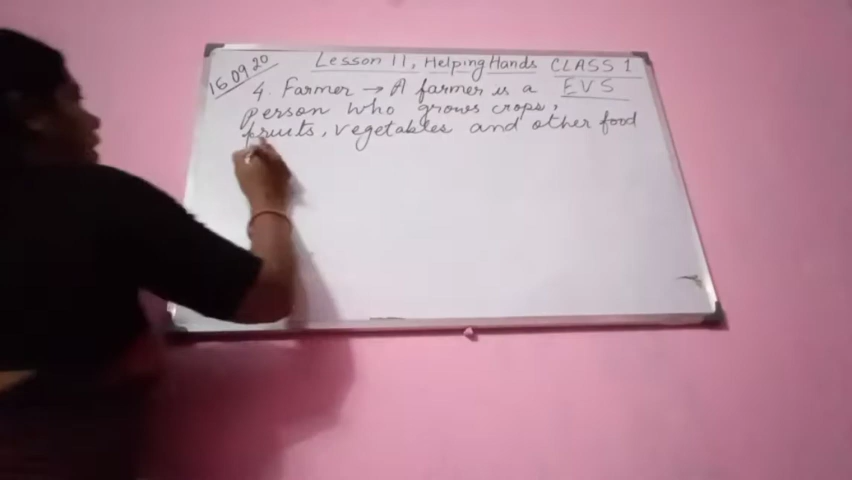 16.09.20
Lesson 11, Helping Hands CLASS 1
EVS
4. Farmer → A farmer is a
person who grows crops,
fruits, vegetables and other food